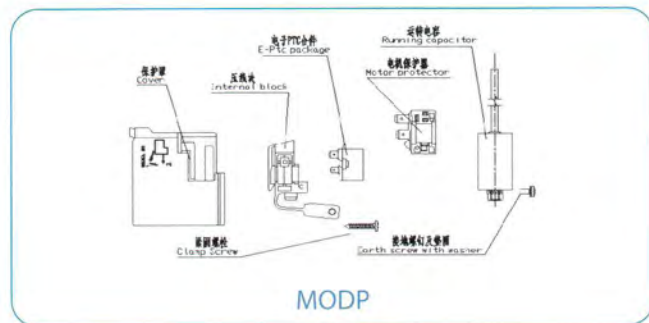 保护罩
Cover
压线块
Internal block
电子PTC合件
E-Ptc package
电机保护器
Motor protector
运转电容
Running capacitor
紧固螺栓
Clamp Screw
接地螺钉及垫圈
Earth screw with washer
MODP